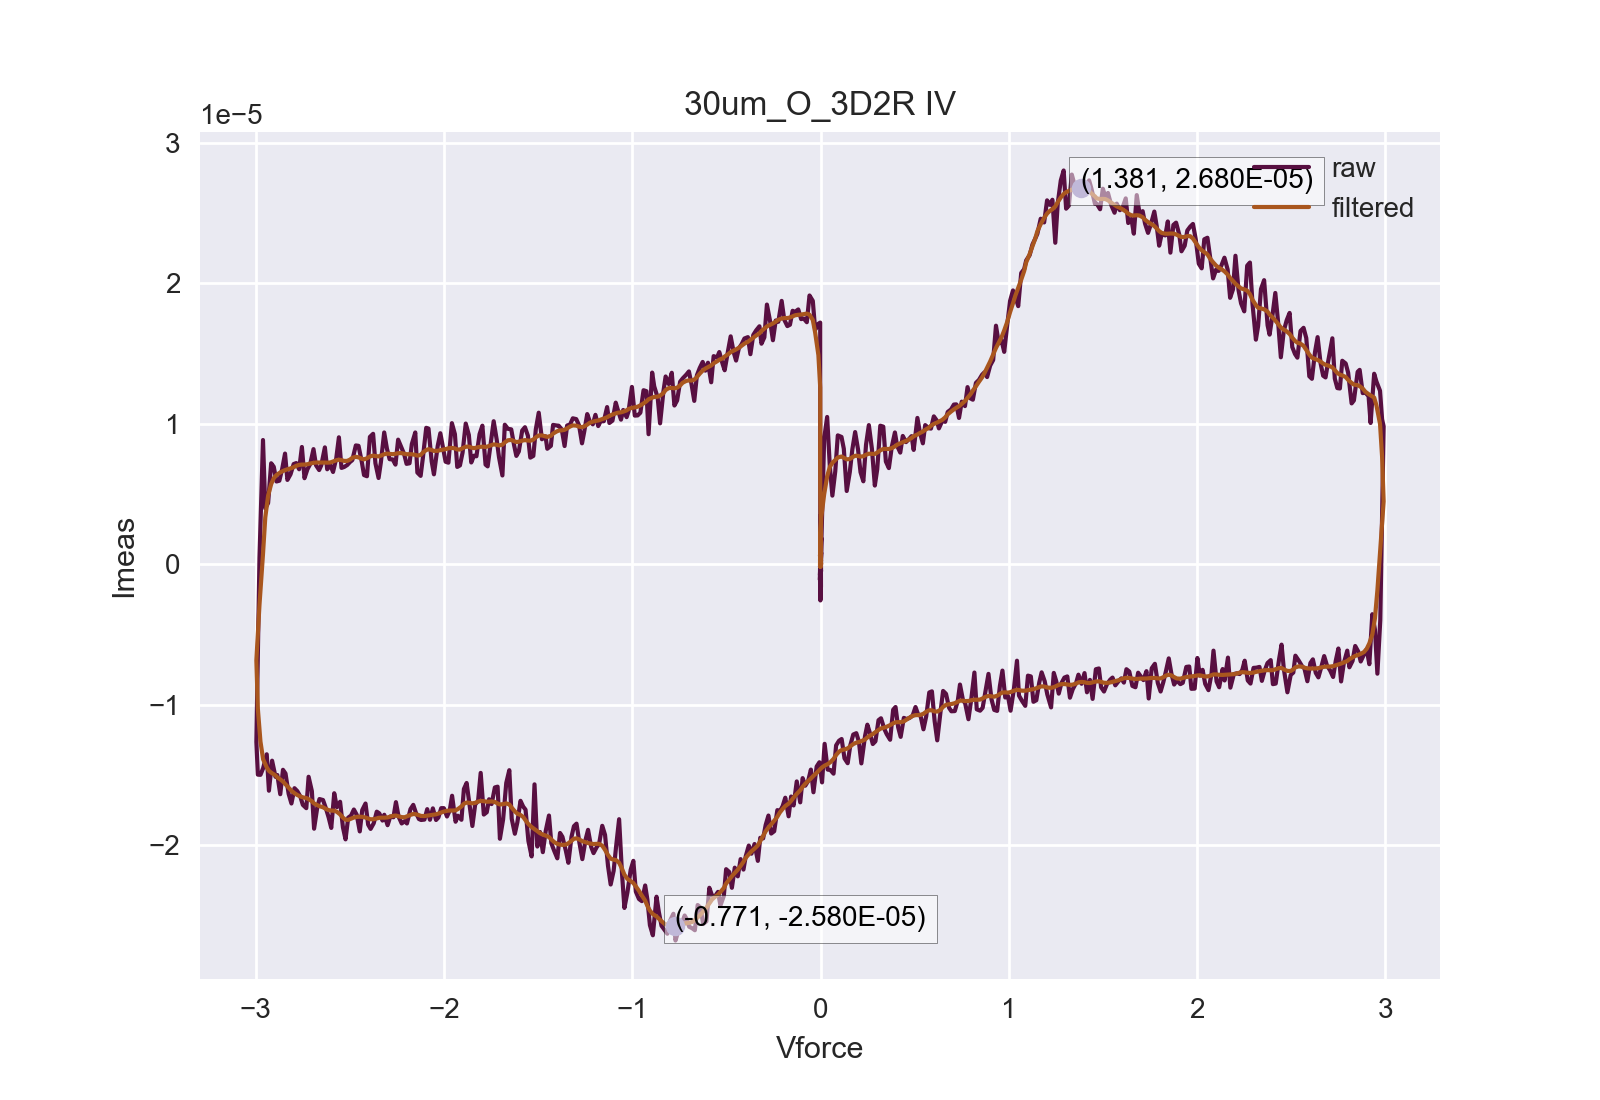 30um_O_3D2R IV
1e−5
3
2
1
0
−1
−2
Imeas
(1.381, 2.680E-05)
raw
filtered
(-0.771, -2.580E-05)
−3
−2
−1
0
1
2
3
Vforce